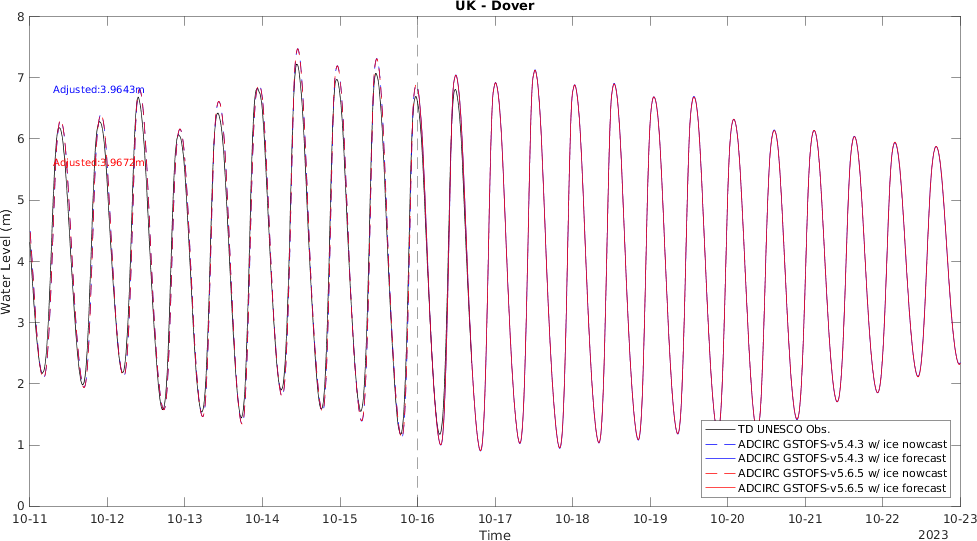 UK - Dover
8
7
6
5
4
3
2
1
0
Water Level (m)
Adjusted:3.9643m
Adjusted:3.9672m
TD UNESCO Obs.
ADCIRC GSTOFS-v5.4.3 w/ ice nowcast
ADCIRC GSTOFS-v5.4.3 w/ ice forecast
ADCIRC GSTOFS-v5.6.5 w/ ice nowcast
ADCIRC GSTOFS-v5.6.5 w/ ice forecast
10-11 10-12 10-13 10-14 10-15 10-16 10-17 10-18 10-19 10-20 10-21 10-22 10-23
Time
2023